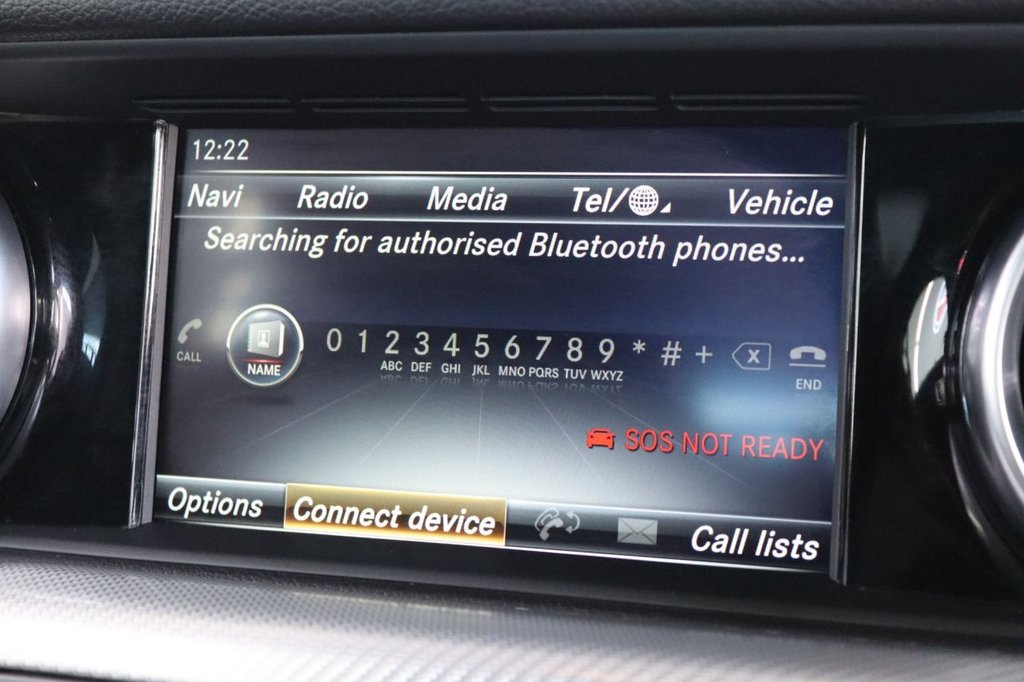 12:22
Navi Radio Media Tel/ Vehicle
Searching for authorised Bluetooth phones...
CALL NAME 0 1 2 3 4 5 6 7 8 9 * # + X END
ABC DEF GHI JKL MNO PQRS TUV WXYZ
SOS NOT READY
Options Connect device Call lists